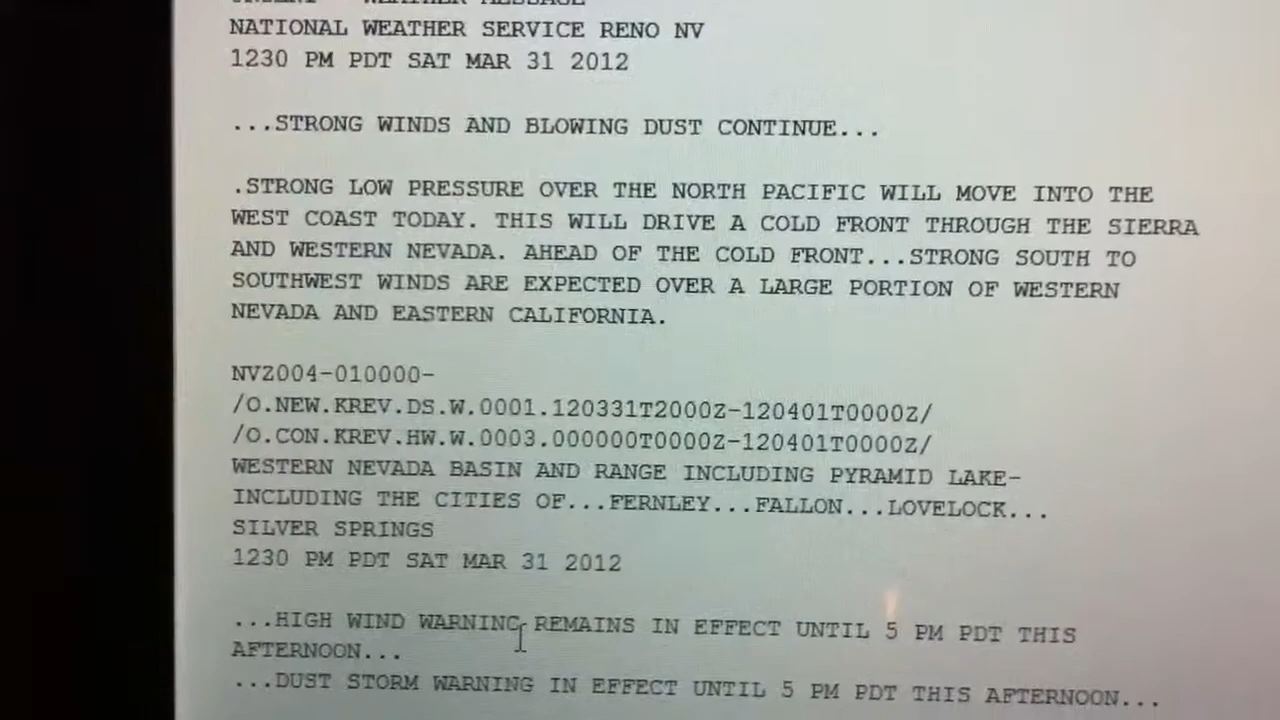 WEATHER MESSAGE
NATIONAL WEATHER SERVICE RENO NV
1230 PM PDT SAT MAR 31 2012
...STRONG WINDS AND BLOWING DUST CONTINUE...
.STRONG LOW PRESSURE OVER THE NORTH PACIFIC WILL MOVE INTO THE
WEST COAST TODAY. THIS WILL DRIVE A COLD FRONT THROUGH THE SIERRA
AND WESTERN NEVADA. AHEAD OF THE COLD FRONT...STRONG SOUTH TO
SOUTHWEST WINDS ARE EXPECTED OVER A LARGE PORTION OF WESTERN
NEVADA AND EASTERN CALIFORNIA.
NVZ004-010000-
/O.NEW.KREV.DS.W.0001.120331T2000Z-120401T0000Z/
/O.CON.KREV.HW.W.0003.000000T0000Z-120401T0000Z/
WESTERN NEVADA BASIN AND RANGE INCLUDING PYRAMID LAKE-
INCLUDING THE CITIES OF...FERNLEY...FALLON...LOVELOCK...
SILVER SPRINGS
1230 PM PDT SAT MAR 31 2012
...HIGH WIND WARNING REMAINS IN EFFECT UNTIL 5 PM PDT THIS
AFTERNOON...
...DUST STORM WARNING IN EFFECT UNTIL 5 PM PDT THIS AFTERNOON...